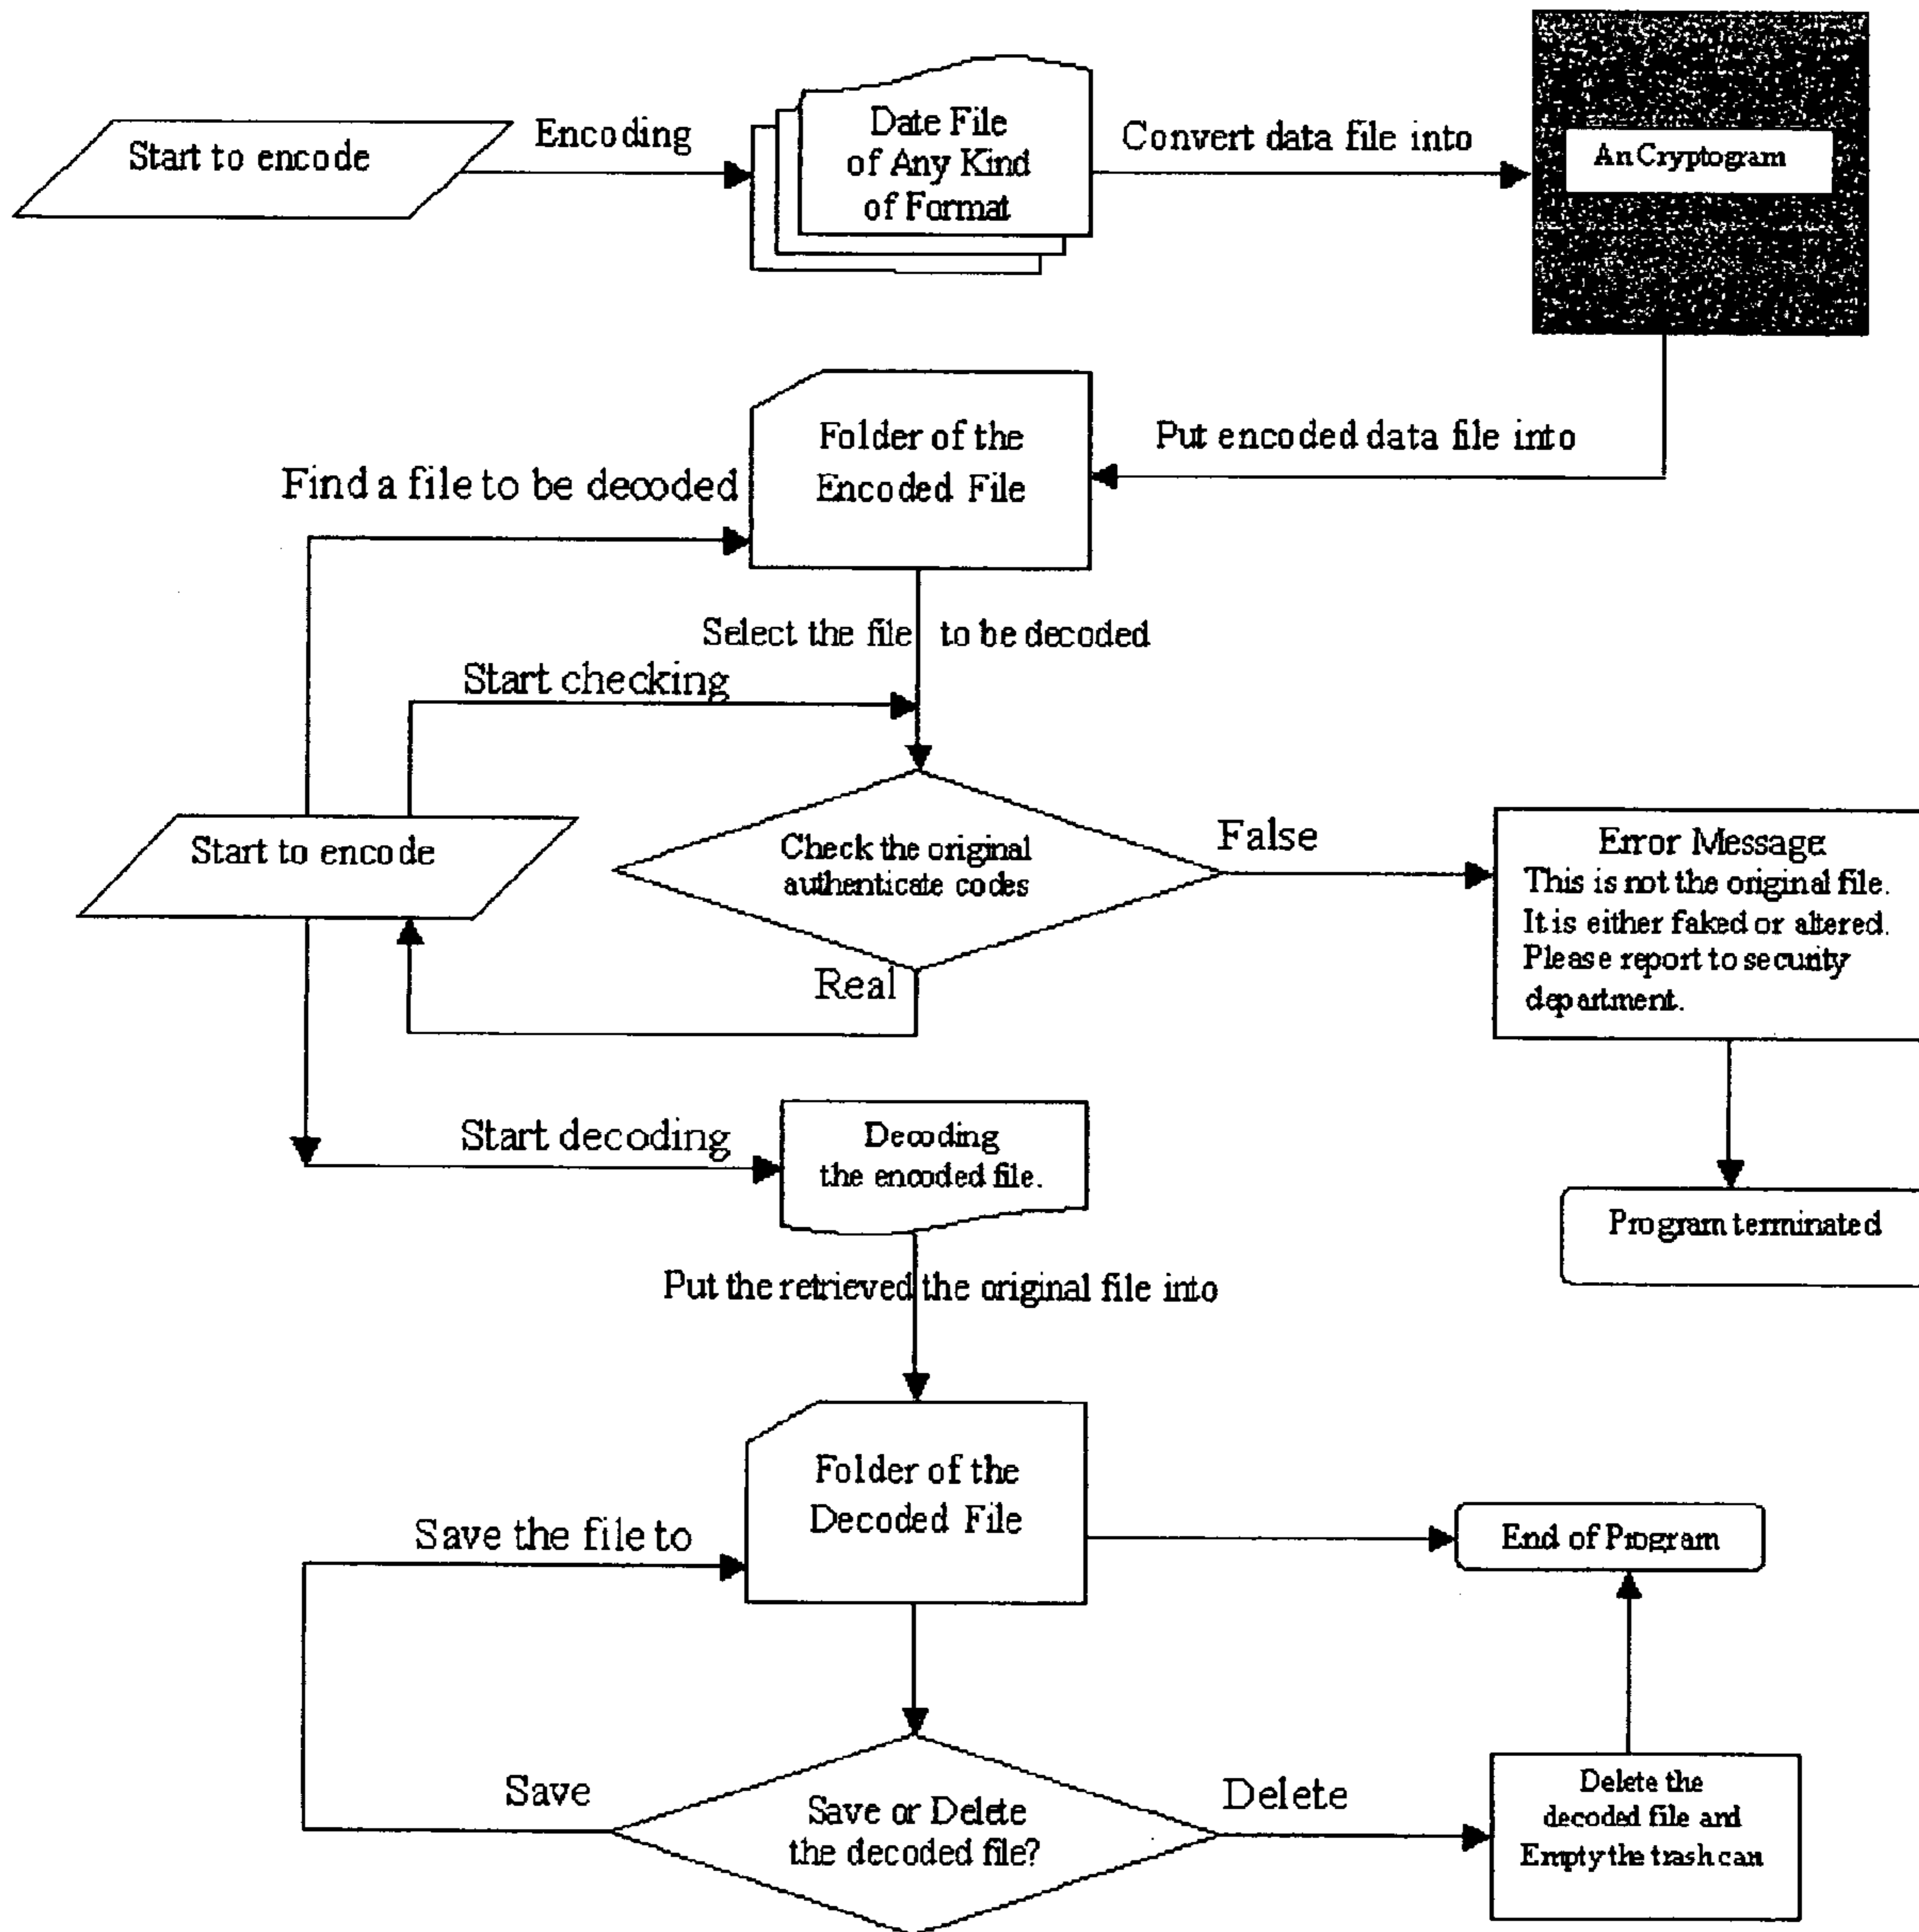 Start to encode
Encoding
Date File
of Any Kind
of Format
Convert data file into
An Cryptogram
Folder of the
Encoded File
Put encoded data file into
Find a file to be decoded
Select the file to be decoded
Start checking
Start to encode
Check the original
authenticate codes
False
Error Message
This is not the original file.
It is either faked or altered.
Please report to security
department.
Real
Start decoding
Decoding
the encoded file.
Program terminated
Put the retrieved the original file into
Folder of the
Decoded File
Save the file to
End of Program
Save
Save or Delete
the decoded file?
Delete
Delete the
decoded file and
Empty the trash can